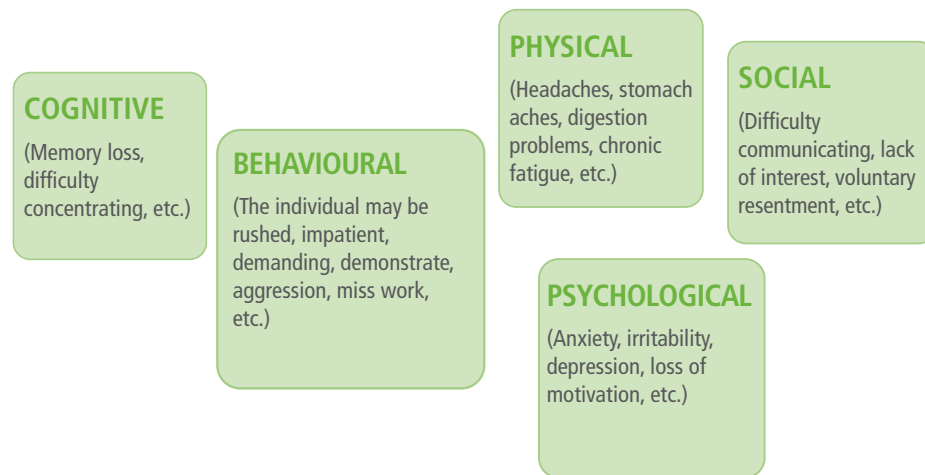 COGNITIVE
(Memory loss,
difficulty
concentrating, etc.)
BEHAVIOURAL
(The individual may be
rushed, impatient,
demanding, demonstrate,
aggression, miss work,
etc.)
PHYSICAL
(Headaches, stomach
aches, digestion
problems, chronic
fatigue, etc.)
SOCIAL
(Difficulty
communicating, lack
of interest, voluntary
resentment, etc.)
PSYCHOLOGICAL
(Anxiety, irritability,
depression, loss of
motivation, etc.)